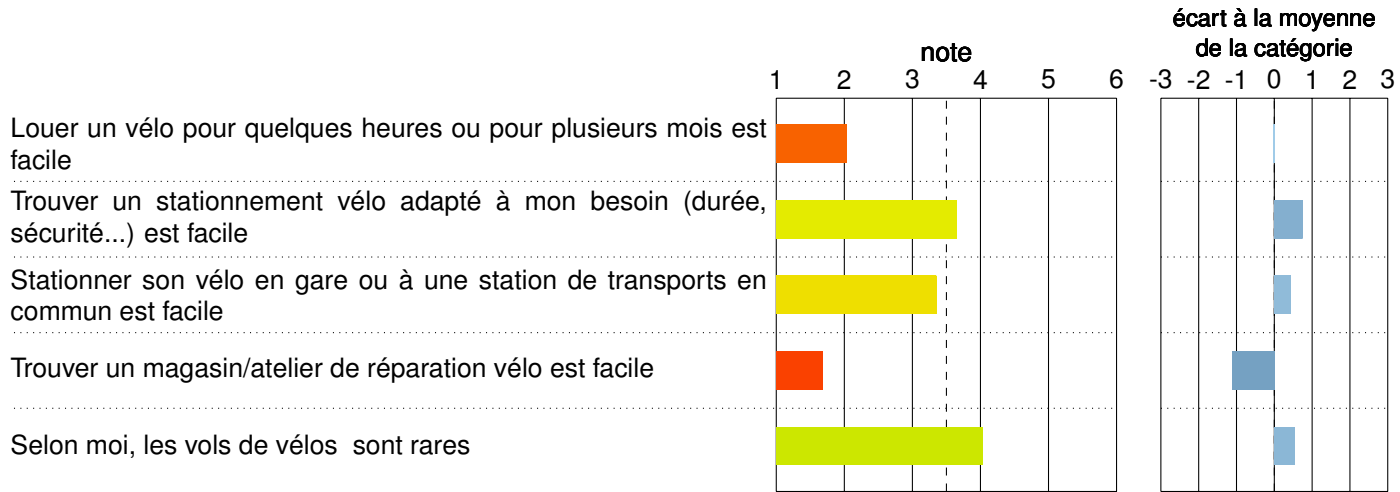 écart à la moyenne
note de la catégorie
1 2 3 4 5 6 -3 -2 -1 0 1 2 3
Louer un vélo pour quelques heures ou pour plusieurs mois est
facile
Trouver un stationnement vélo adapté à mon besoin (durée,
sécurité...) est facile
Stationner son vélo en gare ou à une station de transports en
commun est facile
Trouver un magasin/atelier de réparation vélo est facile
Selon moi, les vols de vélos sont rares